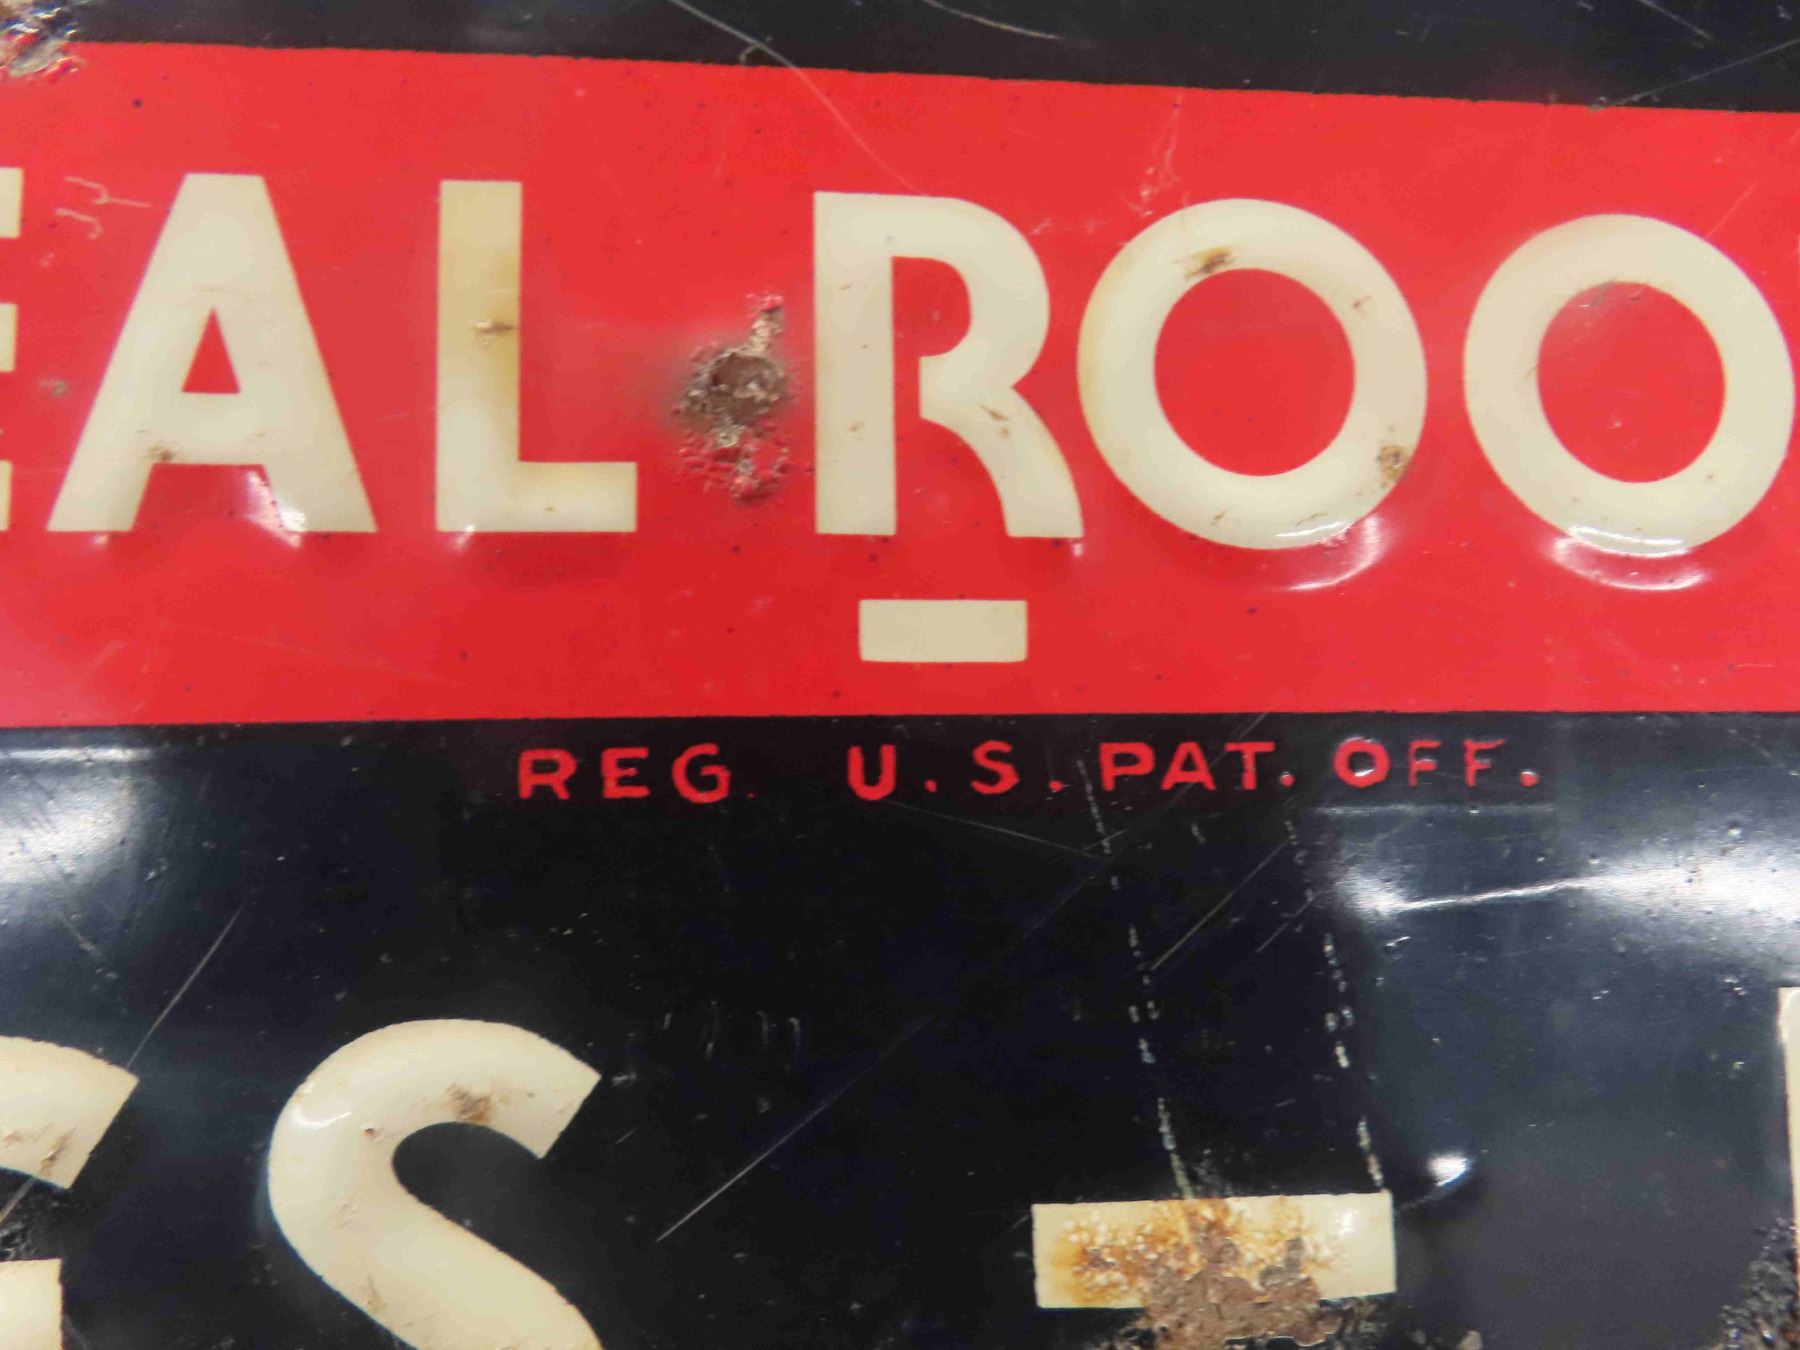 EAL-ROO
REG. U.S. PAT. OFF.
S-